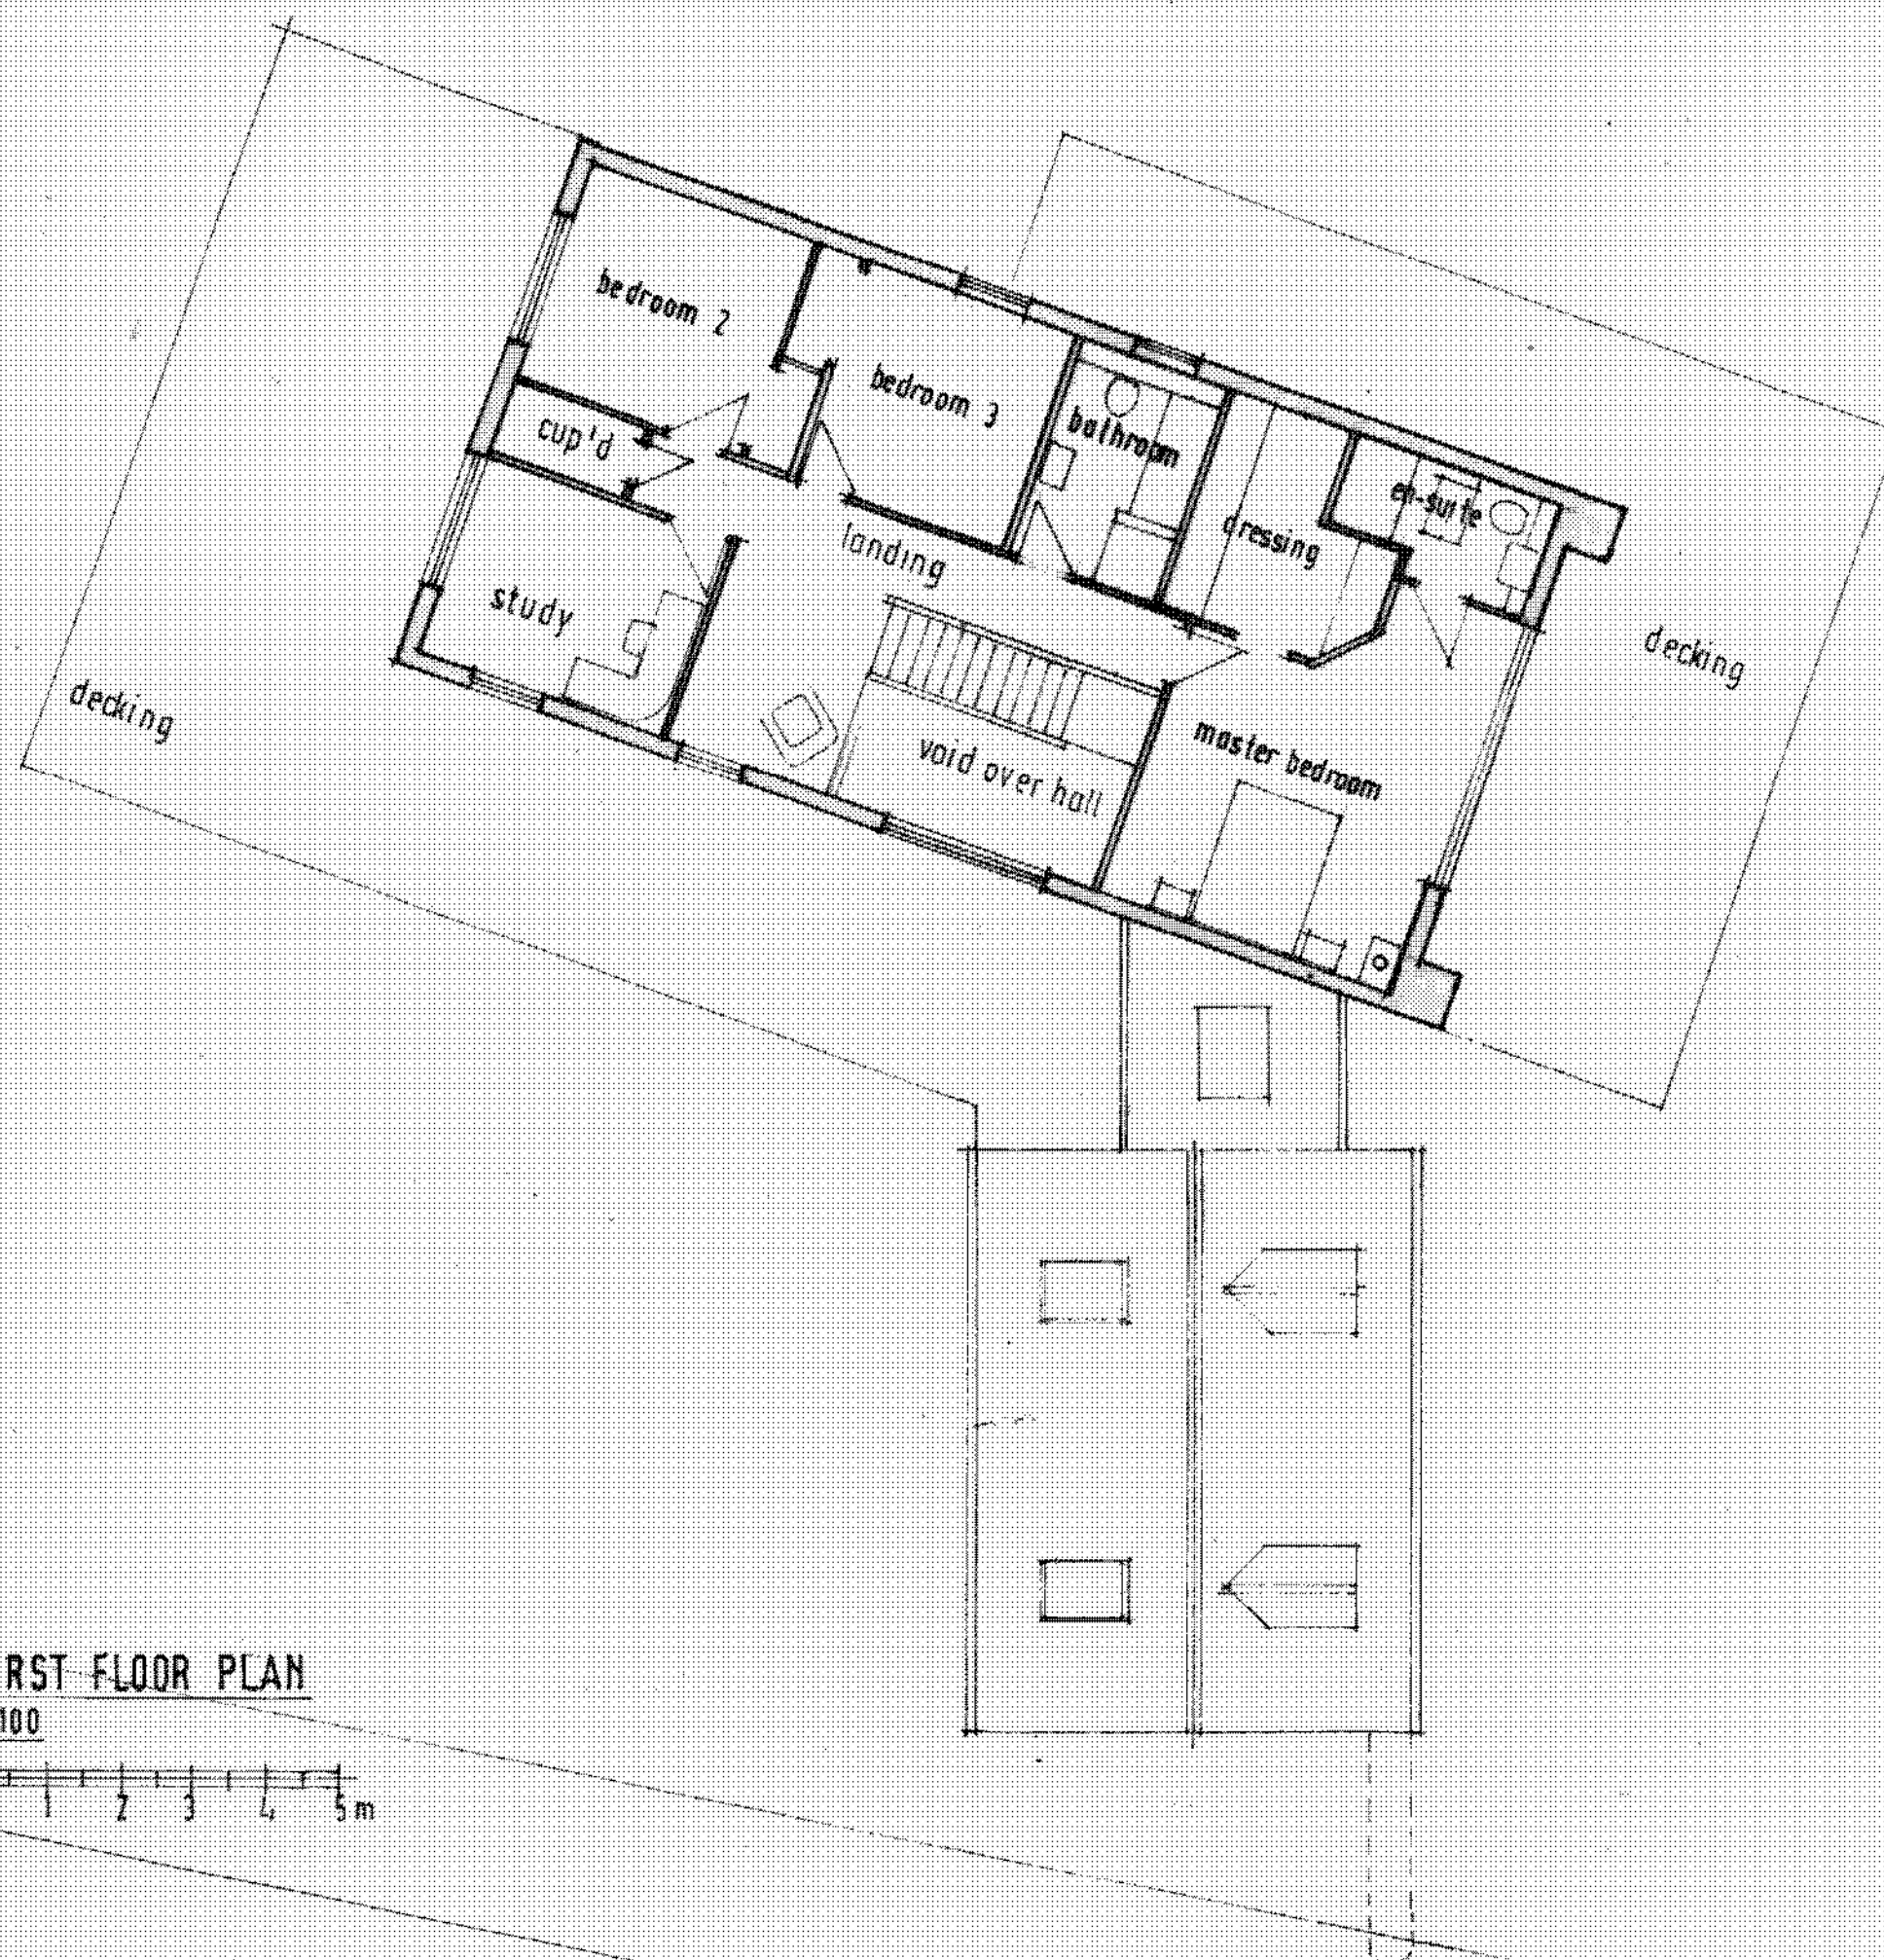 bedroom 2
bedroom 3
bathroom
cup'd
en-suite
dressing
landing
study
decking
master bedroom
void over hall
decking
RST FLOOR PLAN
100
1 2 3 4 5 m